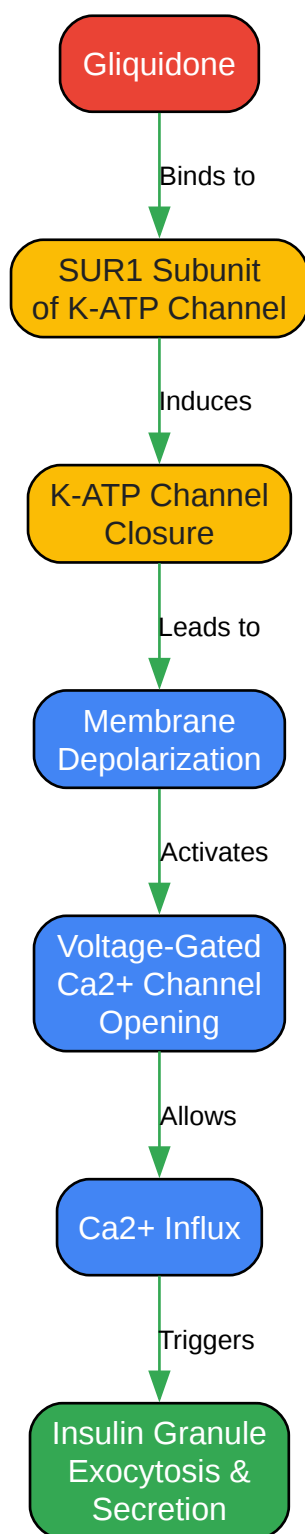 Gliquidone
Binds to
SUR1 Subunit
of K-ATP Channel
Induces
K-ATP Channel
Closure
Leads to
Membrane
Depolarization
Activates
Voltage-Gated
Ca2+ Channel
Opening
Allows
Ca2+ Influx
Triggers
Insulin Granule
Exocytosis &
Secretion